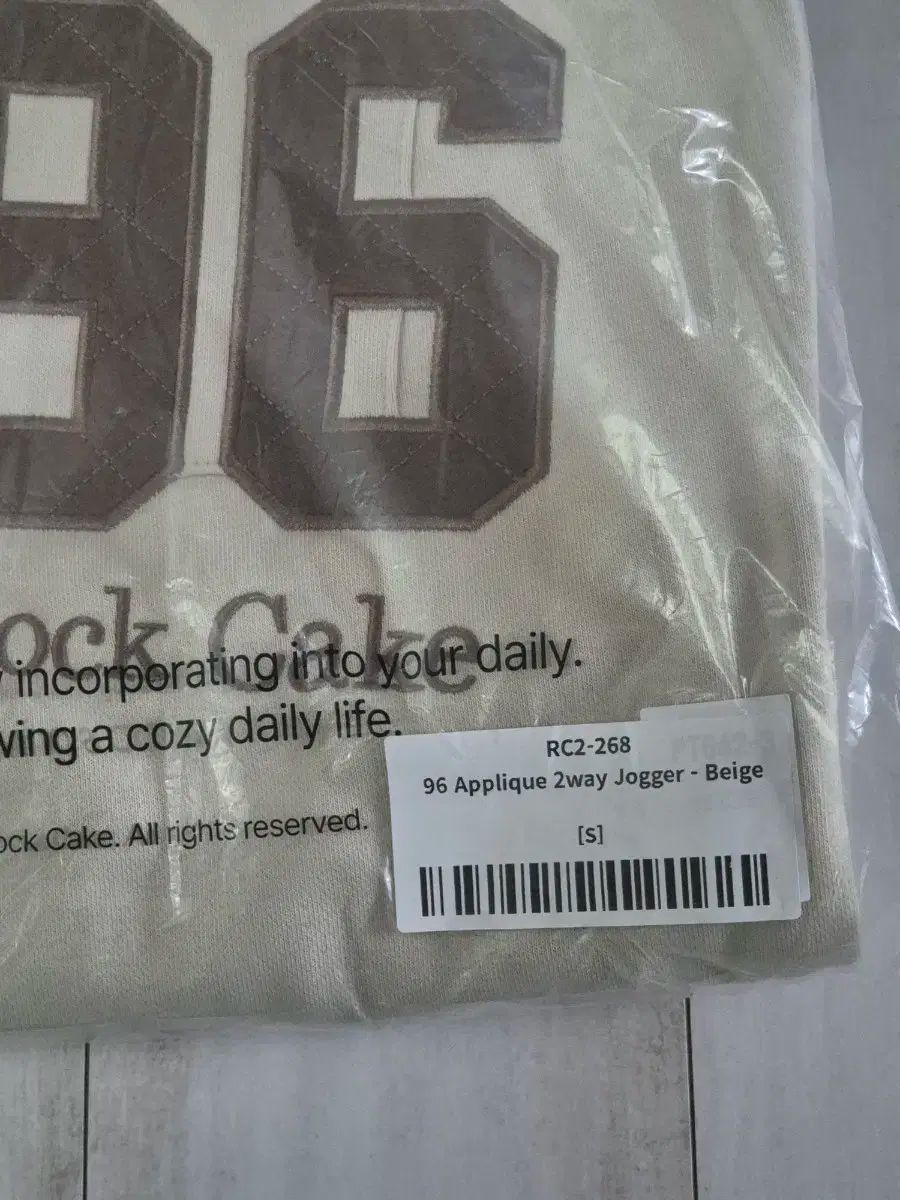 96
ock Cake
incorporating into your daily.
ving a cozy daily life.
ock Cake. All rights reserved.
RC2-268
96 Applique 2way Jogger - Beige
[S]